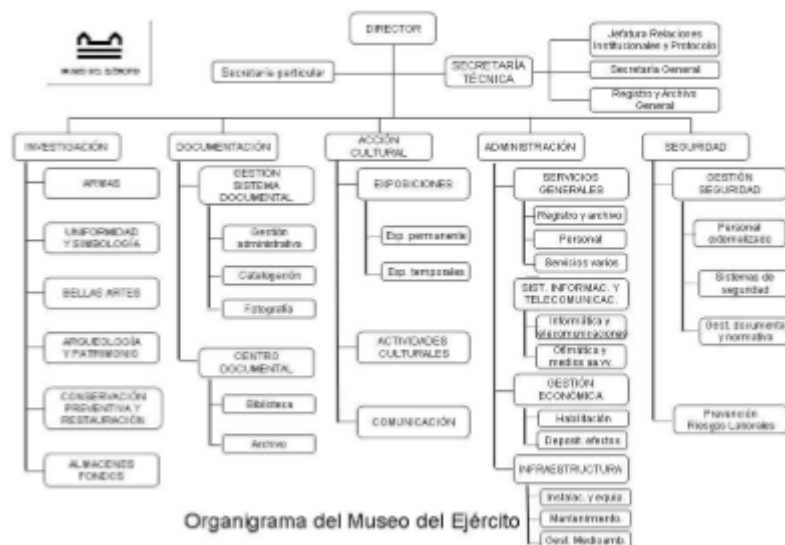 MUSEO DEL EJÉRCITO
DIRECTOR
Secretaría particular
SECRETARÍA
TÉCNICA
Jefatura Relaciones
Institucionales y Protocolo
Secretaría General
Registro y Archivo
General
INVESTIGACIÓN
ARMAS
UNIFORMIDAD
Y SIMBOLOGÍA
BELLAS ARTES
ARQUEOLOGÍA
Y PATRIMONIO
CONSERVACIÓN
PREVENTIVA Y
RESTAURACIÓN
ALMACENES
FONDOS
DOCUMENTACIÓN
GESTIÓN
SISTEMA
DOCUMENTAL
Gestión
administrativa
Catalogación
Fotografía
CENTRO
DOCUMENTAL
Biblioteca
Archivo
ACCIÓN
CULTURAL
EXPOSICIONES
Exp. permanente
Exp. temporales
ACTIVIDADES
CULTURALES
COMUNICACIÓN
ADMINISTRACIÓN
SERVICIOS
GENERALES
Registro y archivo
Personal
Servicios varios
SIST. INFORMAC. Y
TELECOMUNICAC.
Informática y
telecomunicaciones
Ofimática y
medios aa.vv.
GESTIÓN
ECONÓMICA
Habilitación
Deposit. efectos
INFRAESTRUCTURA
Instalac. y equip.
Mantenimiento.
Gest. Medioamb.
SEGURIDAD
GESTIÓN
SEGURIDAD
Personal
externalizado
Sistemas de
seguridad
Gest. documental
y normativa
Prevención
Riesgos Laborales
Organigrama del Museo del Ejército